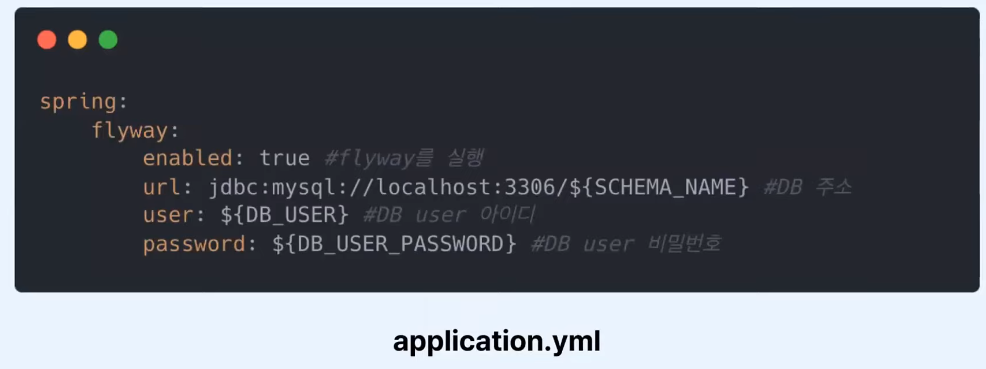 spring:
flyway:
enabled: true #flyway를 실행
url: jdbc:mysql://localhost:3306/${SCHEMA_NAME} #DB 주소
user: ${DB_USER} #DB user 아이디
password: ${DB_USER_PASSWORD} #DB user 비밀번호
application.yml